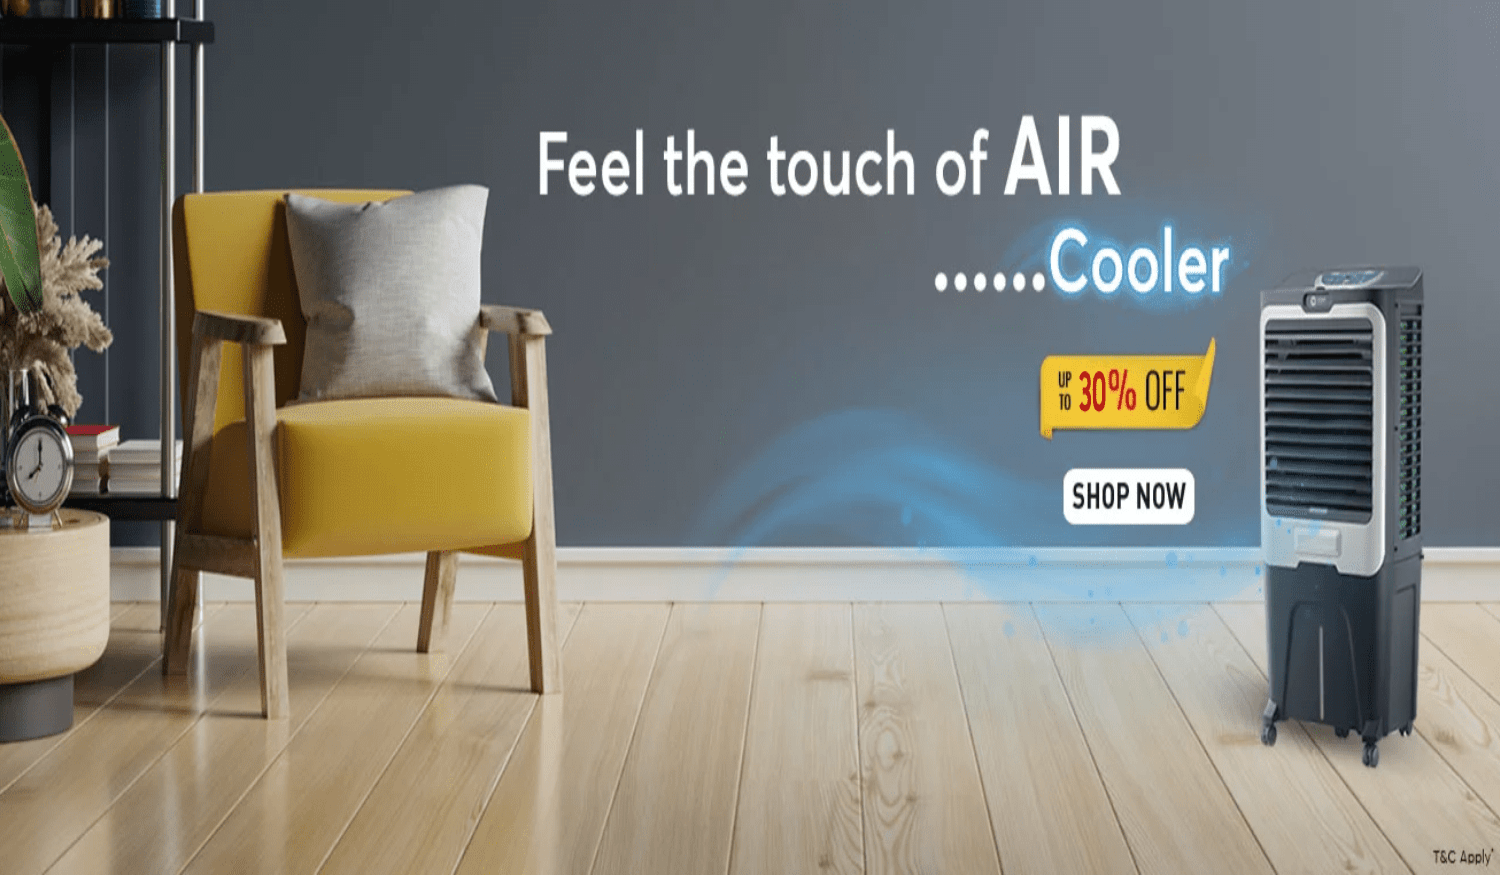 Feel the touch of AIR
......Cooler
UP TO 30% OFF
SHOP NOW
T&C Apply*